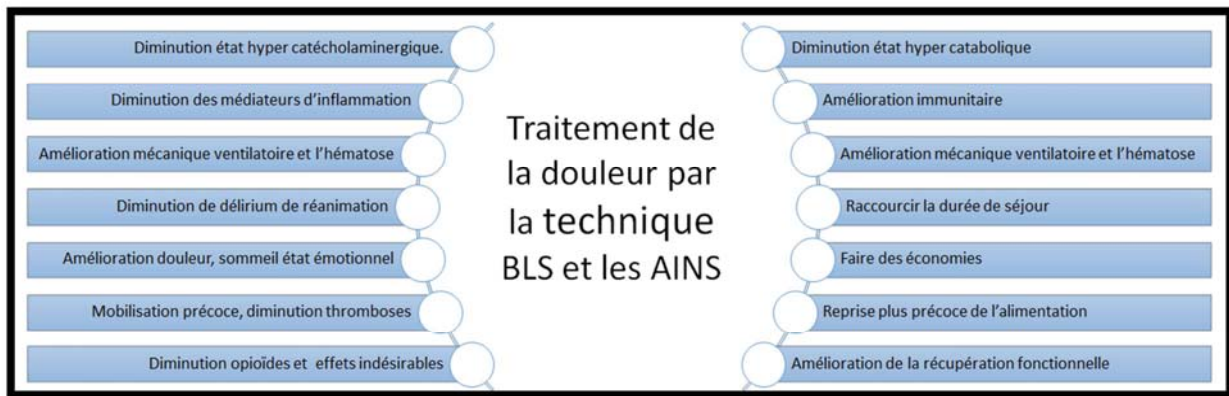 Diminution état hyper catécholaminergique.
Diminution des médiateurs d’inflammation
Amélioration mécanique ventilatoire et l’hématose
Diminution de délirium de réanimation
Amélioration douleur, sommeil état émotionnel
Mobilisation précoce, diminution thromboses
Diminution opioïdes et effets indésirables
Traitement de
la douleur par
la technique
BLS et les AINS
Diminution état hyper catabolique
Amélioration immunitaire
Amélioration mécanique ventilatoire et l’hématose
Raccourcir la durée de séjour
Faire des économies
Reprise plus précoce de l’alimentation
Amélioration de la récupération fonctionnelle